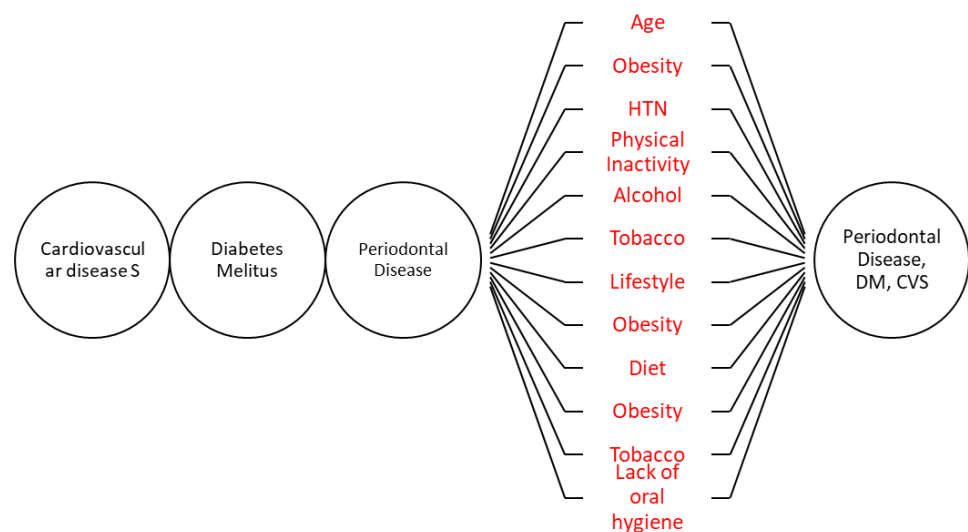 Cardiovascul
ar disease S
Diabetes
Melitus
Periodontal
Disease
Age
Obesity
HTN
Physical
Inactivity
Alcohol
Tobacco
Lifestyle
Obesity
Diet
Obesity
Tobacco
Lack of
oral
hygiene
Periodontal
Disease,
DM, CVS